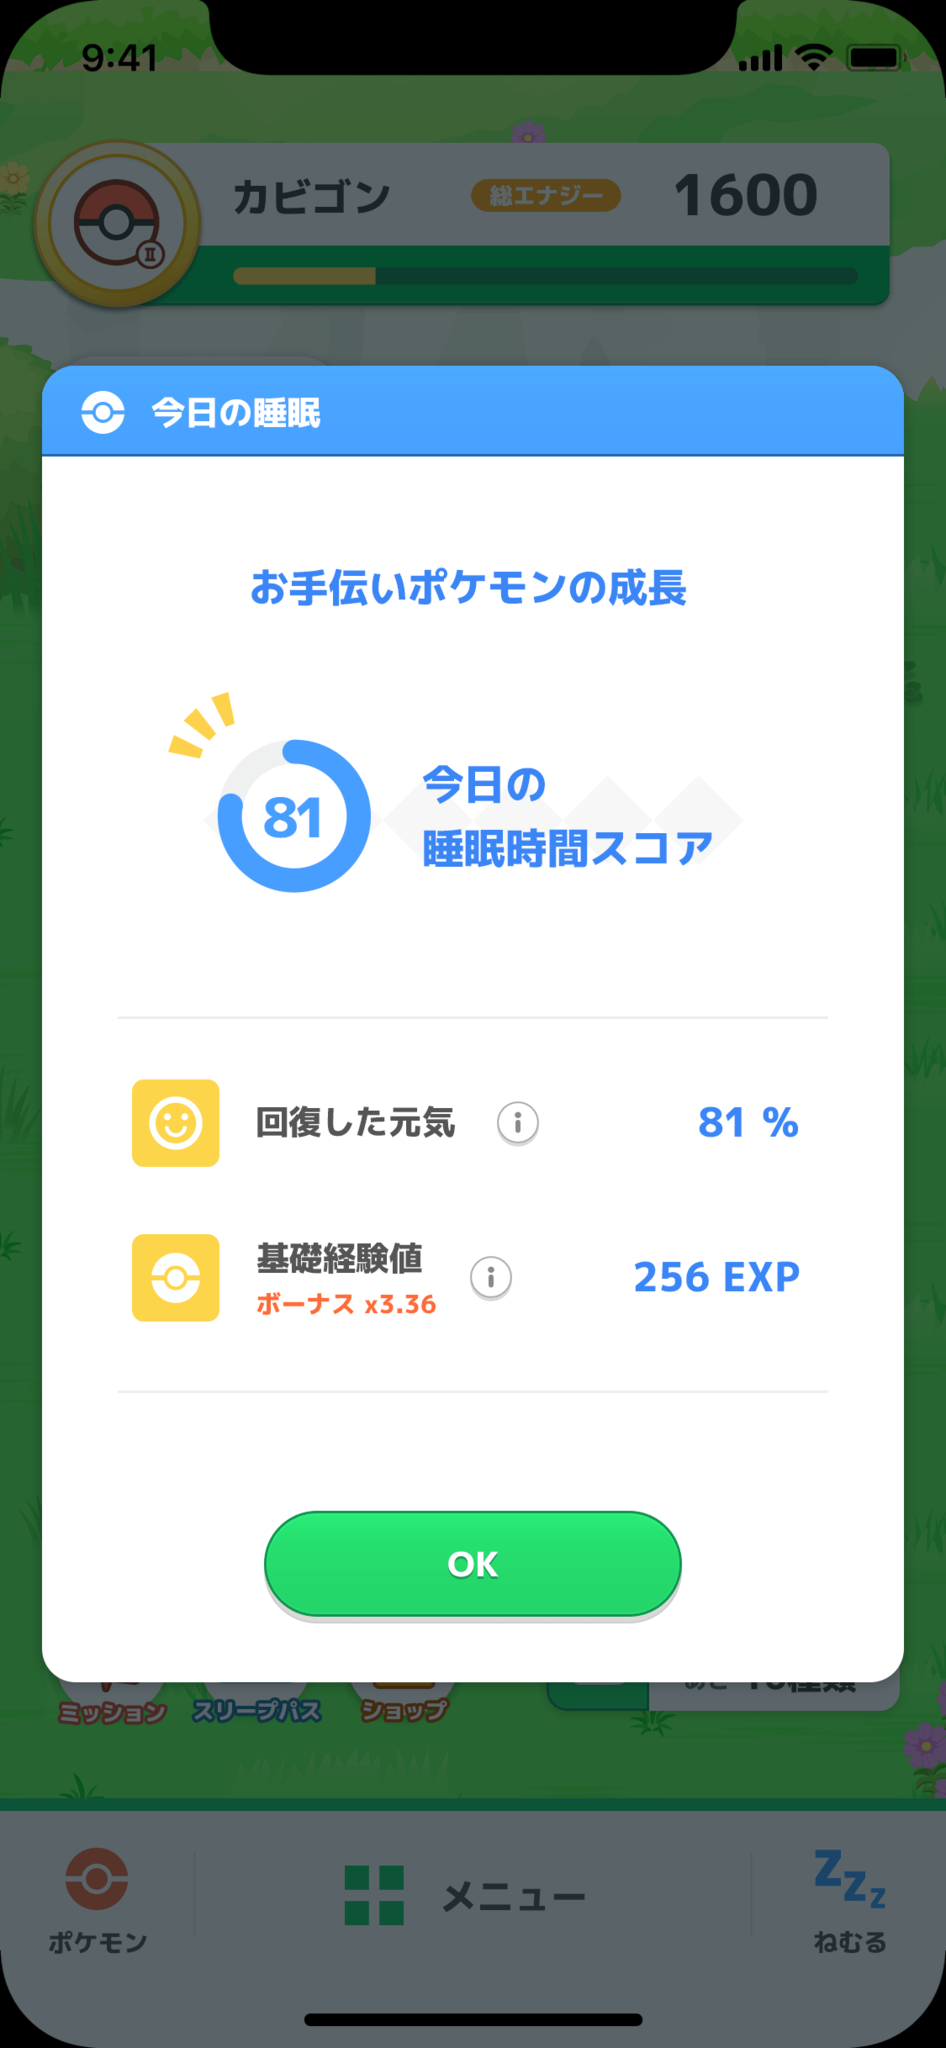 9:41
カビゴン
総エナジー
1600
II
今日の睡眠
お手伝いポケモンの成長
81
今日の
睡眠時間スコア
回復した元気
81 %
基礎経験値
ボーナス x3.36
256 EXP
OK
ミッション
スリープパス
ショップ
ポケモン
メニュー
zzz
ねむる